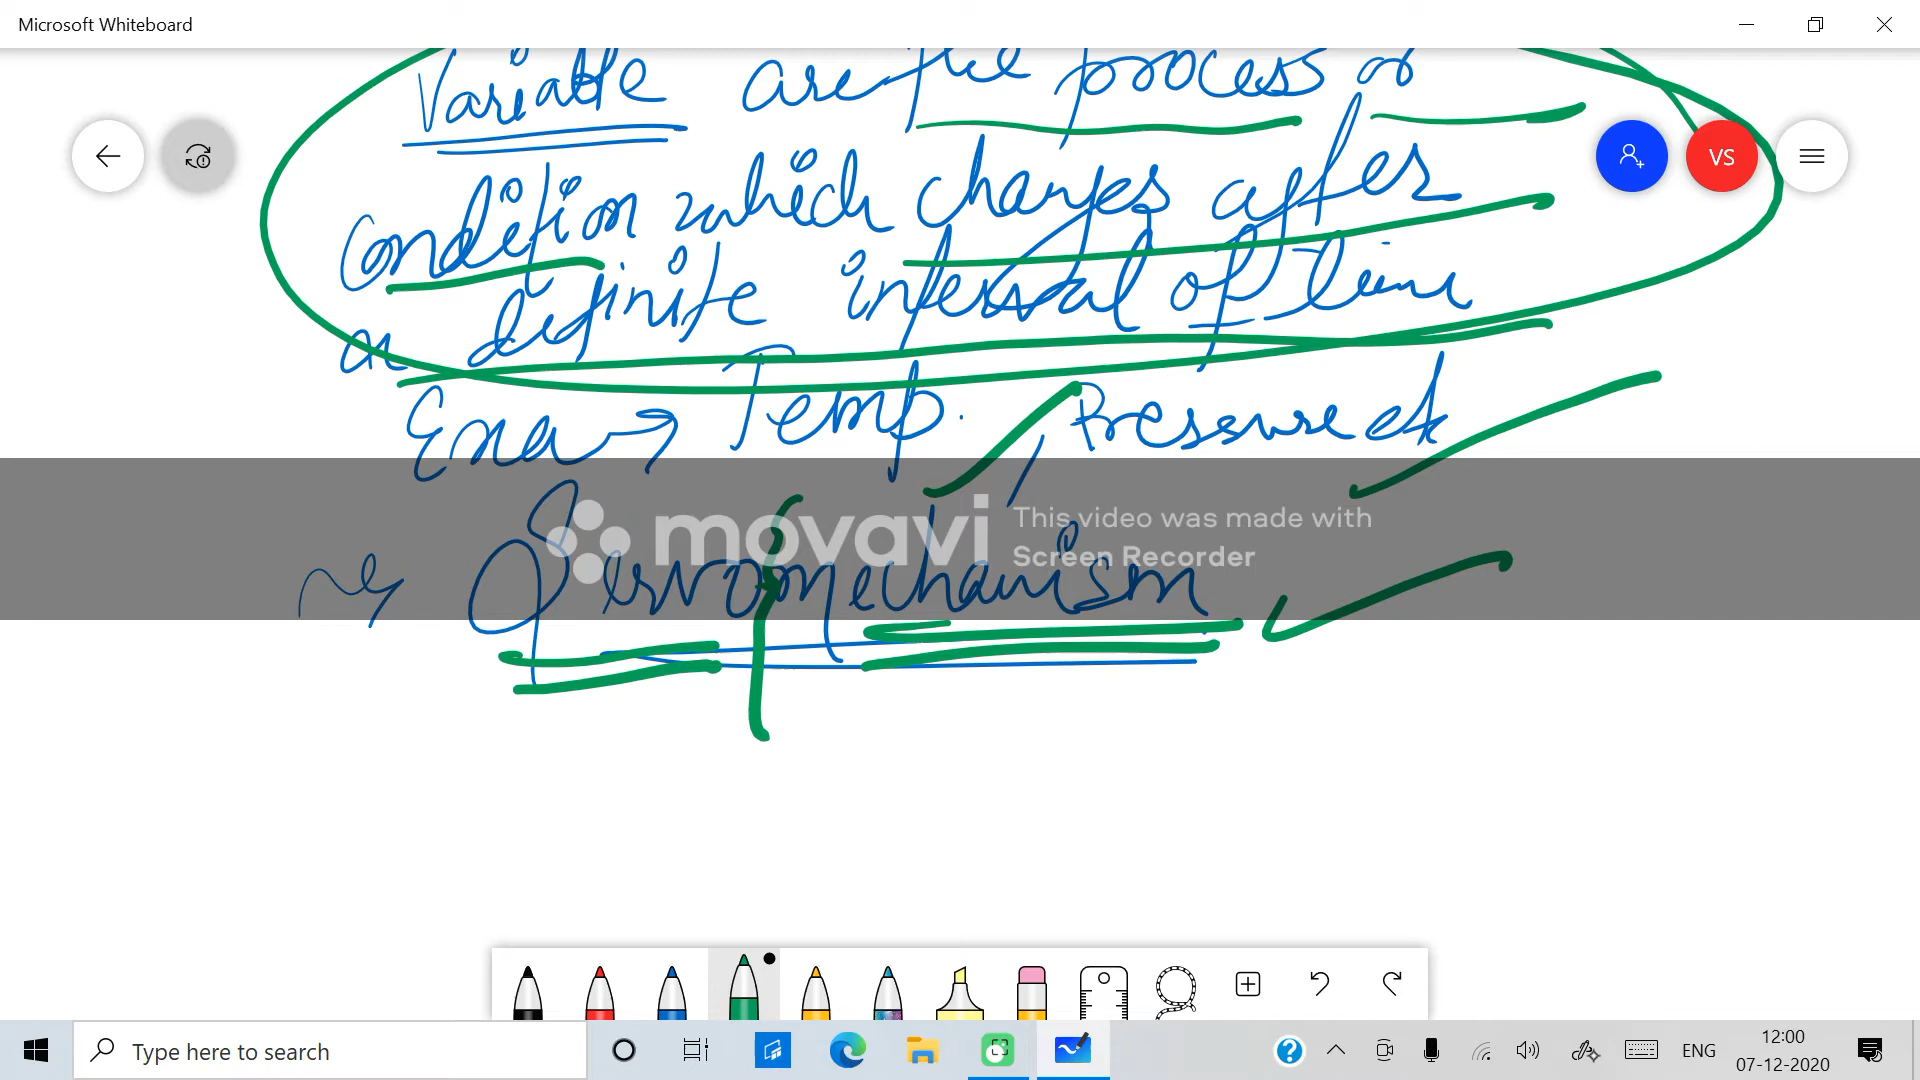 Microsoft Whiteboard
Variable are the process or
VS
Condition which changes after
a definite interval of time
Exa → Temp. , Pressure etc
movavi This video was made with
Screen Recorder
Servomechanism
Type here to search
ENG
12:00
07-12-2020